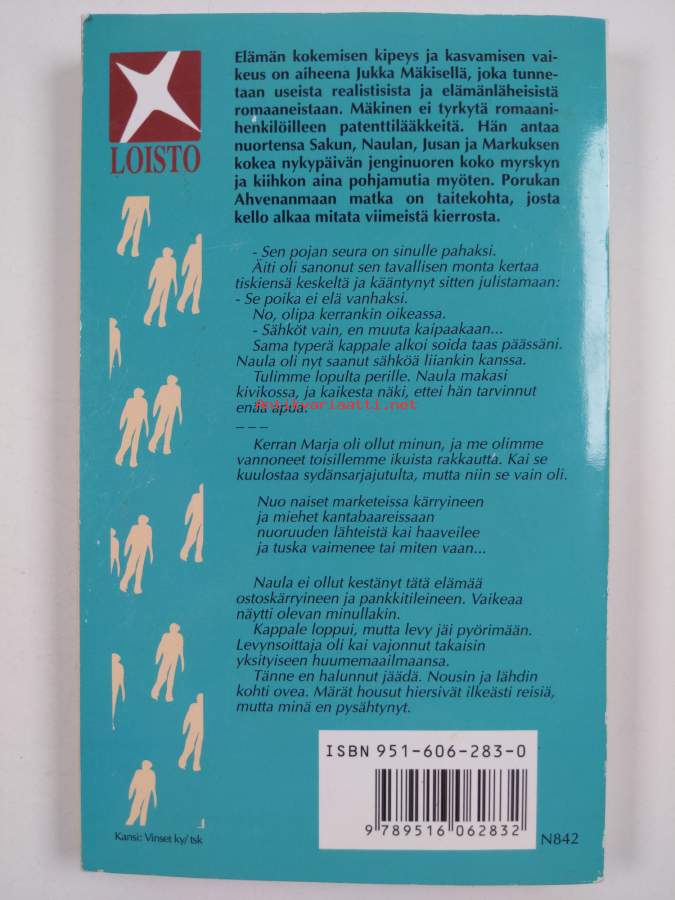 LOISTO
Elämän kokemisen kipeys ja kasvamisen vai-
keus on aiheena Jukka Mäkisellä, joka tunne-
taan useista realistisista ja elämänläheisistä
romaaneistaan. Mäkinen ei tyrkytä romaani-
henkilöilleen patenttilääkkeitä. Hän antaa
nuortensa Sakun, Naulan, Jusan ja Markuksen
kokea nykypäivän jenginuoren koko myrskyn
ja kiihkon aina pohjamutia myöten. Porukan
Ahvenanmaan matka on taitekohta, josta
kello alkaa mitata viimeistä kierrosta.
- Sen pojan seura on sinulle pahaksi.
Äiti oli sanonut sen tavallisen monta kertaa
tiskiensä keskeltä ja kääntynyt sitten julistamaan:
- Se poika ei elä vanhaksi.
No, olipa kerrankin oikeassa.
- Sähköt vain, en muuta kaipaakaan...
Sama typerä kappale alkoi soida taas päässäni.
Naula oli nyt saanut sähköä liiankin kanssa.
Tulimme lopulta perille. Naula makasi
kivikossa, ja kaikesta näki, ettei hän tarvinnut
enää apua.
Antikvariaatti.net
– – –
Kerran Marja oli ollut minun, ja me olimme
vannoneet toisillemme ikuista rakkautta. Kai se
kuulostaa sydänsarjajutulta, mutta niin se vain oli.
Nuo naiset marketeissa kärryineen
ja miehet kantabaareissaan
nuoruuden lähteistä kai haaveilee
ja tuska vaimenee tai miten vaan...
Naula ei ollut kestänyt tätä elämää
ostoskärryineen ja pankkitileineen. Vaikeaa
näytti olevan minullakin.
Kappale loppui, mutta levy jäi pyörimään.
Levynsoittaja oli kai vajonnut takaisin
yksityiseen huumemaailmaansa.
Tänne en halunnut jäädä. Nousin ja lähdin
kohti ovea. Märät housut hiersivät ilkeästi reisiä,
mutta minä en pysähtynyt.
ISBN 951-606-283-0
9 789516 062832
N842
Kansi: Vinset ky/ tsk